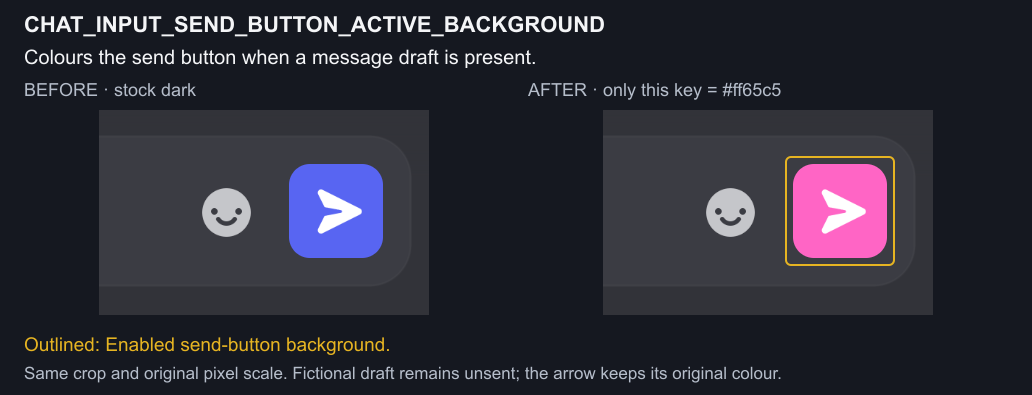 CHAT_INPUT_SEND_BUTTON_ACTIVE_BACKGROUND
Colours the send button when a message draft is present.
BEFORE · stock dark
AFTER · only this key = #ff65c5
Outlined: Enabled send-button background.
Same crop and original pixel scale. Fictional draft remains unsent; the arrow keeps its original colour.